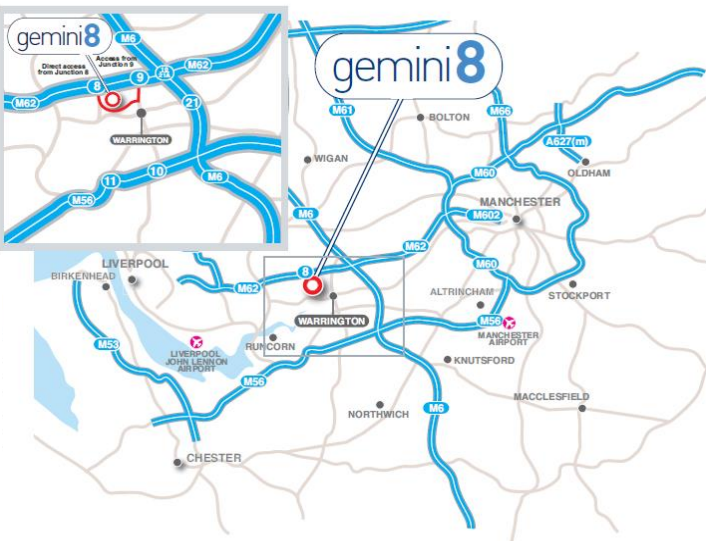 gemini8
M6
Direct access
from Junction 8
Access from
Junction 9
M62
8
9
21
M62
WARRINGTON
10
11
M6
M56
gemini8
M61
BOLTON
M66
A627(m)
WIGAN
M60
OLDHAM
MANCHESTER
M6
M602
M62
LIVERPOOL
BIRKENHEAD
8
M60
M62
ALTRINCHAM
STOCKPORT
WARRINGTON
M56
MANCHESTER
AIRPORT
M53
RUNCORN
LIVERPOOL
JOHN LENNON
AIRPORT
KNUTSFORD
M56
MACCLESFIELD
NORTHWICH
M6
CHESTER